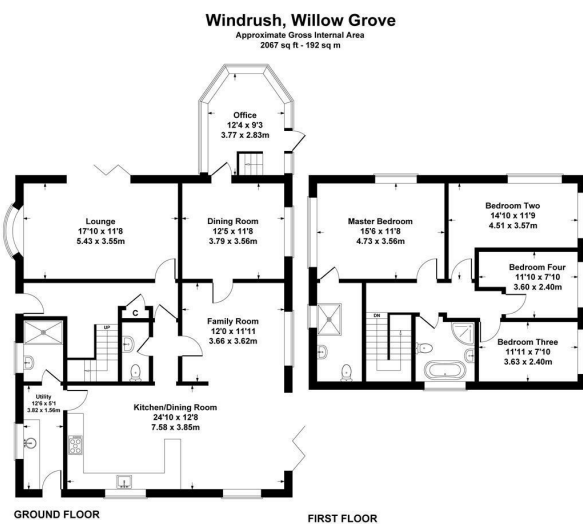 Windrush, Willow Grove
Approximate Gross Internal Area
2067 sq ft - 192 sq m
Office
12'4 x 9'3
3.77 x 2.83m
Lounge
17'10 x 11'8
5.43 x 3.55m
Dining Room
12'5 x 11'8
3.79 x 3.56m
C
UP
Family Room
12'0 x 11'11
3.66 x 3.62m
Utility
12'6 x 5'1
3.82 x 1.56m
Kitchen/Dining Room
24'10 x 12'8
7.58 x 3.85m
GROUND FLOOR
Master Bedroom
15'6 x 11'8
4.73 x 3.56m
Bedroom Two
14'10 x 11'9
4.51 x 3.57m
Bedroom Four
11'10 x 7'10
3.60 x 2.40m
DN
Bedroom Three
11'11 x 7'10
3.63 x 2.40m
FIRST FLOOR